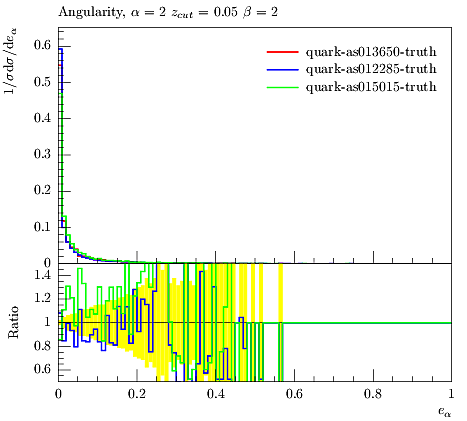 Angularity, α = 2 z_cut = 0.05 β = 2
1/σ dσ/de_α
0.6
0.5
0.4
0.3
0.2
0.1
0
quark-as013650-truth
quark-as012285-truth
quark-as015015-truth
Ratio
1.4
1.2
1
0.8
0.6
0 0.2 0.4 0.6 0.8 1
e_α